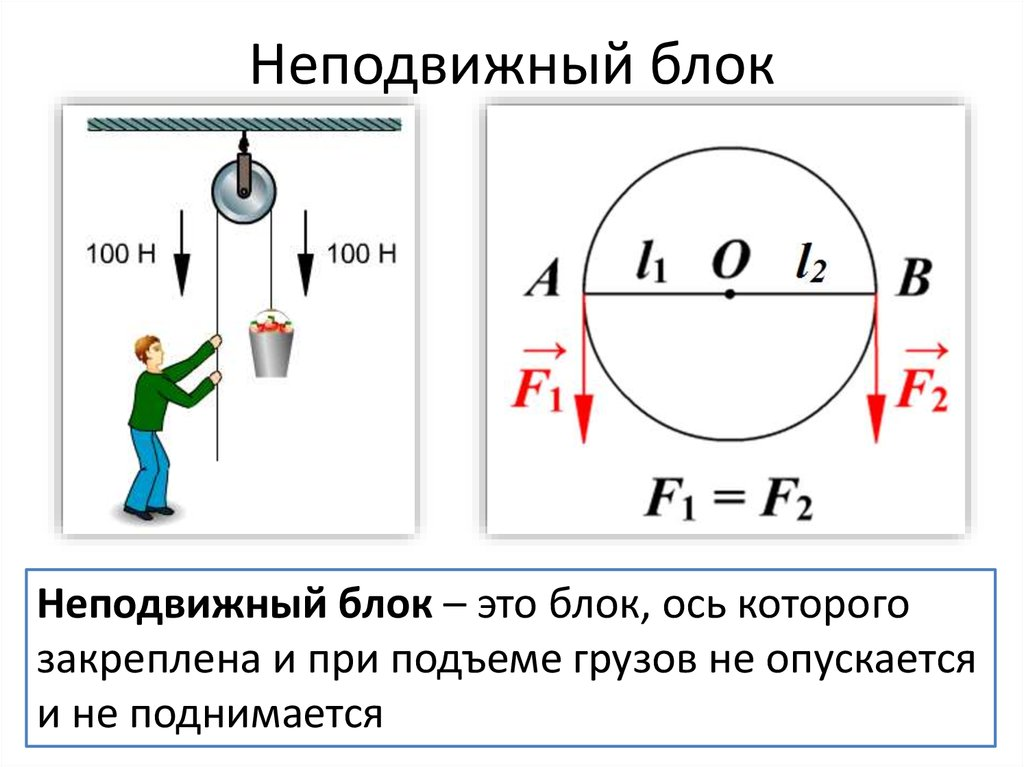 Неподвижный блок
100 Н
100 Н
A
l1
O
l2
B
F1
F2
F1 = F2
Неподвижный блок – это блок, ось которого
закреплена и при подъеме грузов не опускается
и не поднимается